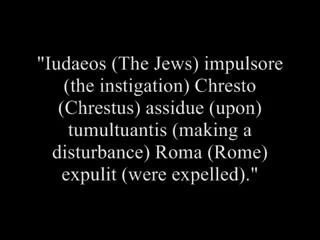 "Iudaeos (The Jews) impulsore
(the instigation) Chresto
(Chrestus) assidue (upon)
tumultuantis (making a
disturbance) Roma (Rome)
expulit (were expelled)."